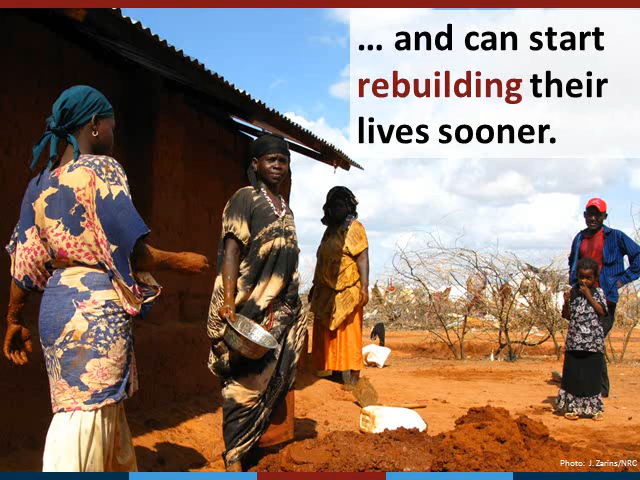 … and can start
rebuilding their
lives sooner.
Photo: J. Zarins/NRC